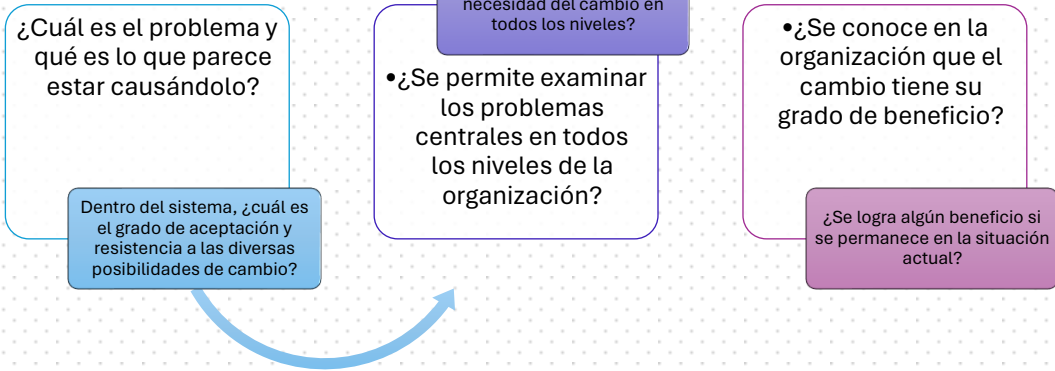 ¿Cuál es el problema y
qué es lo que parece
estar causándolo?
Dentro del sistema, ¿cuál es
el grado de aceptación y
resistencia a las diversas
posibilidades de cambio?
necesidad del cambio en
todos los niveles?
•¿Se permite examinar
los problemas
centrales en todos
los niveles de la
organización?
•¿Se conoce en la
organización que el
cambio tiene su
grado de beneficio?
¿Se logra algún beneficio si
se permanece en la situación
actual?